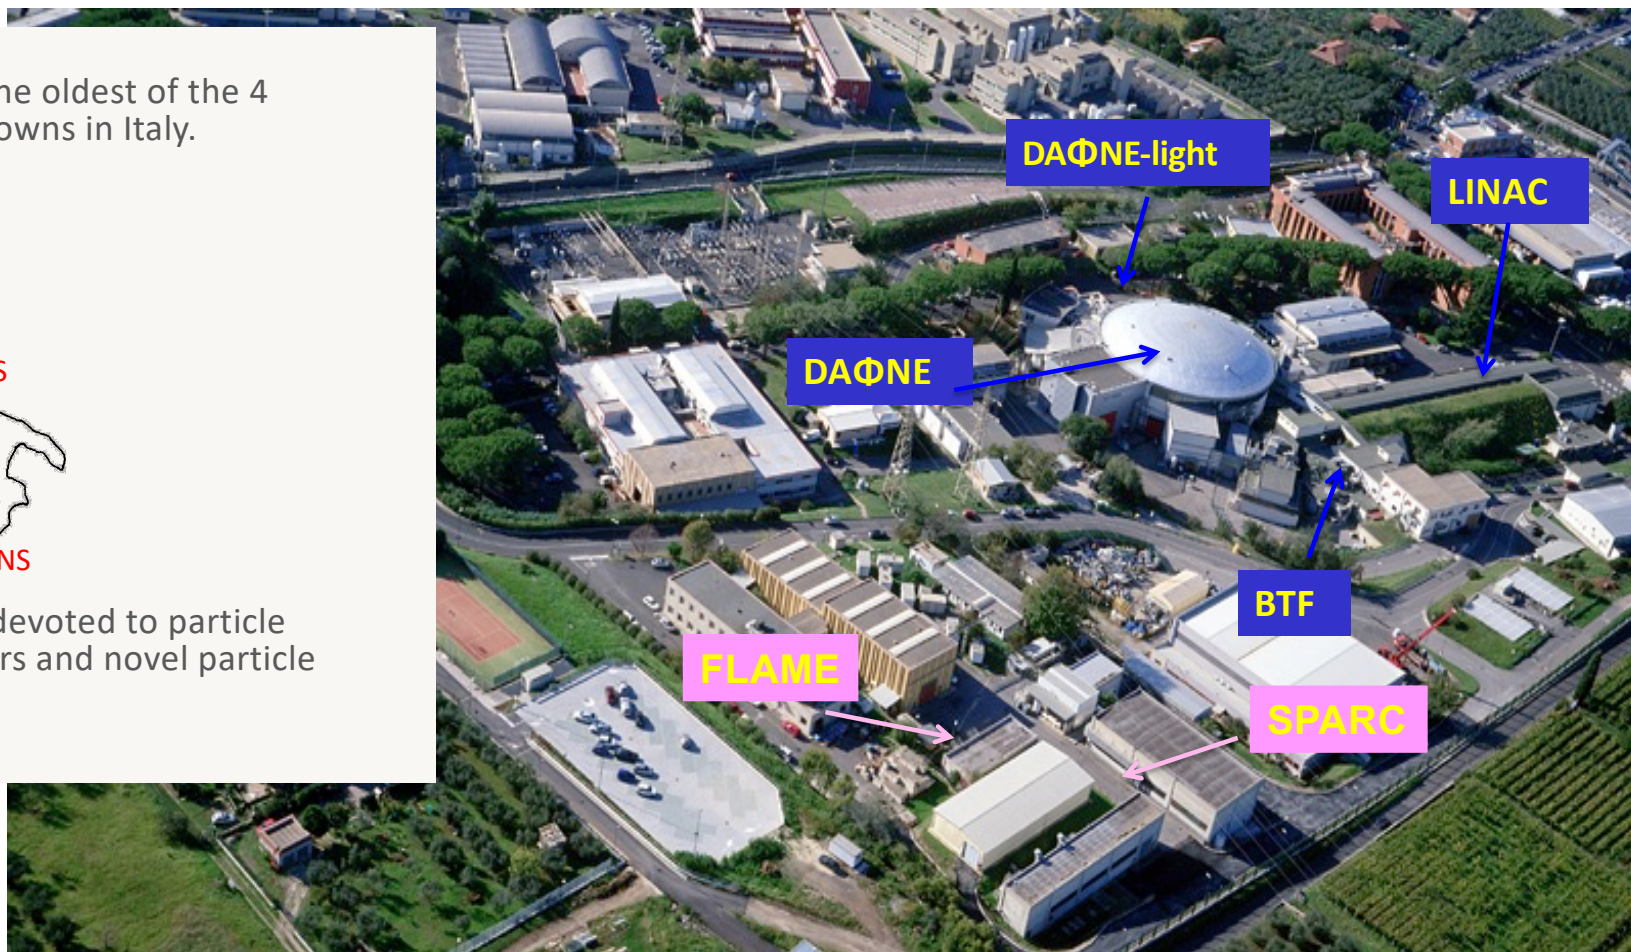 he oldest of the 4
owns in Italy.
DAΦNE-light
LINAC
DAΦNE
S
NS
BTF
devoted to particle
rs and novel particle
FLAME
SPARC